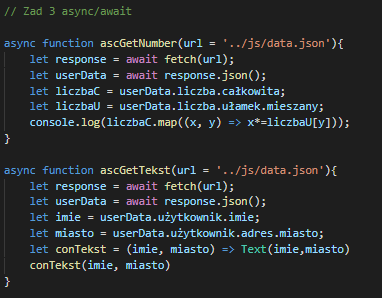 // Zad 3 async/await
async function ascGetNumber(url = '../js/data.json'){
let response = await fetch(url);
let userData = await response.json();
let liczbaC = userData.liczba.całkowita;
let liczbaU = userData.liczba.ułamek.mieszany;
console.log(liczbaC.map((x, y) => x*=liczbaU[y]));
}
async function ascGetTekst(url = '../js/data.json'){
let response = await fetch(url);
let userData = await response.json();
let imie = userData.użytkownik.imie;
let miasto = userData.użytkownik.adres.miasto;
let conTekst = (imie, miasto) => Text(imie,miasto)
conTekst(imie, miasto)
}